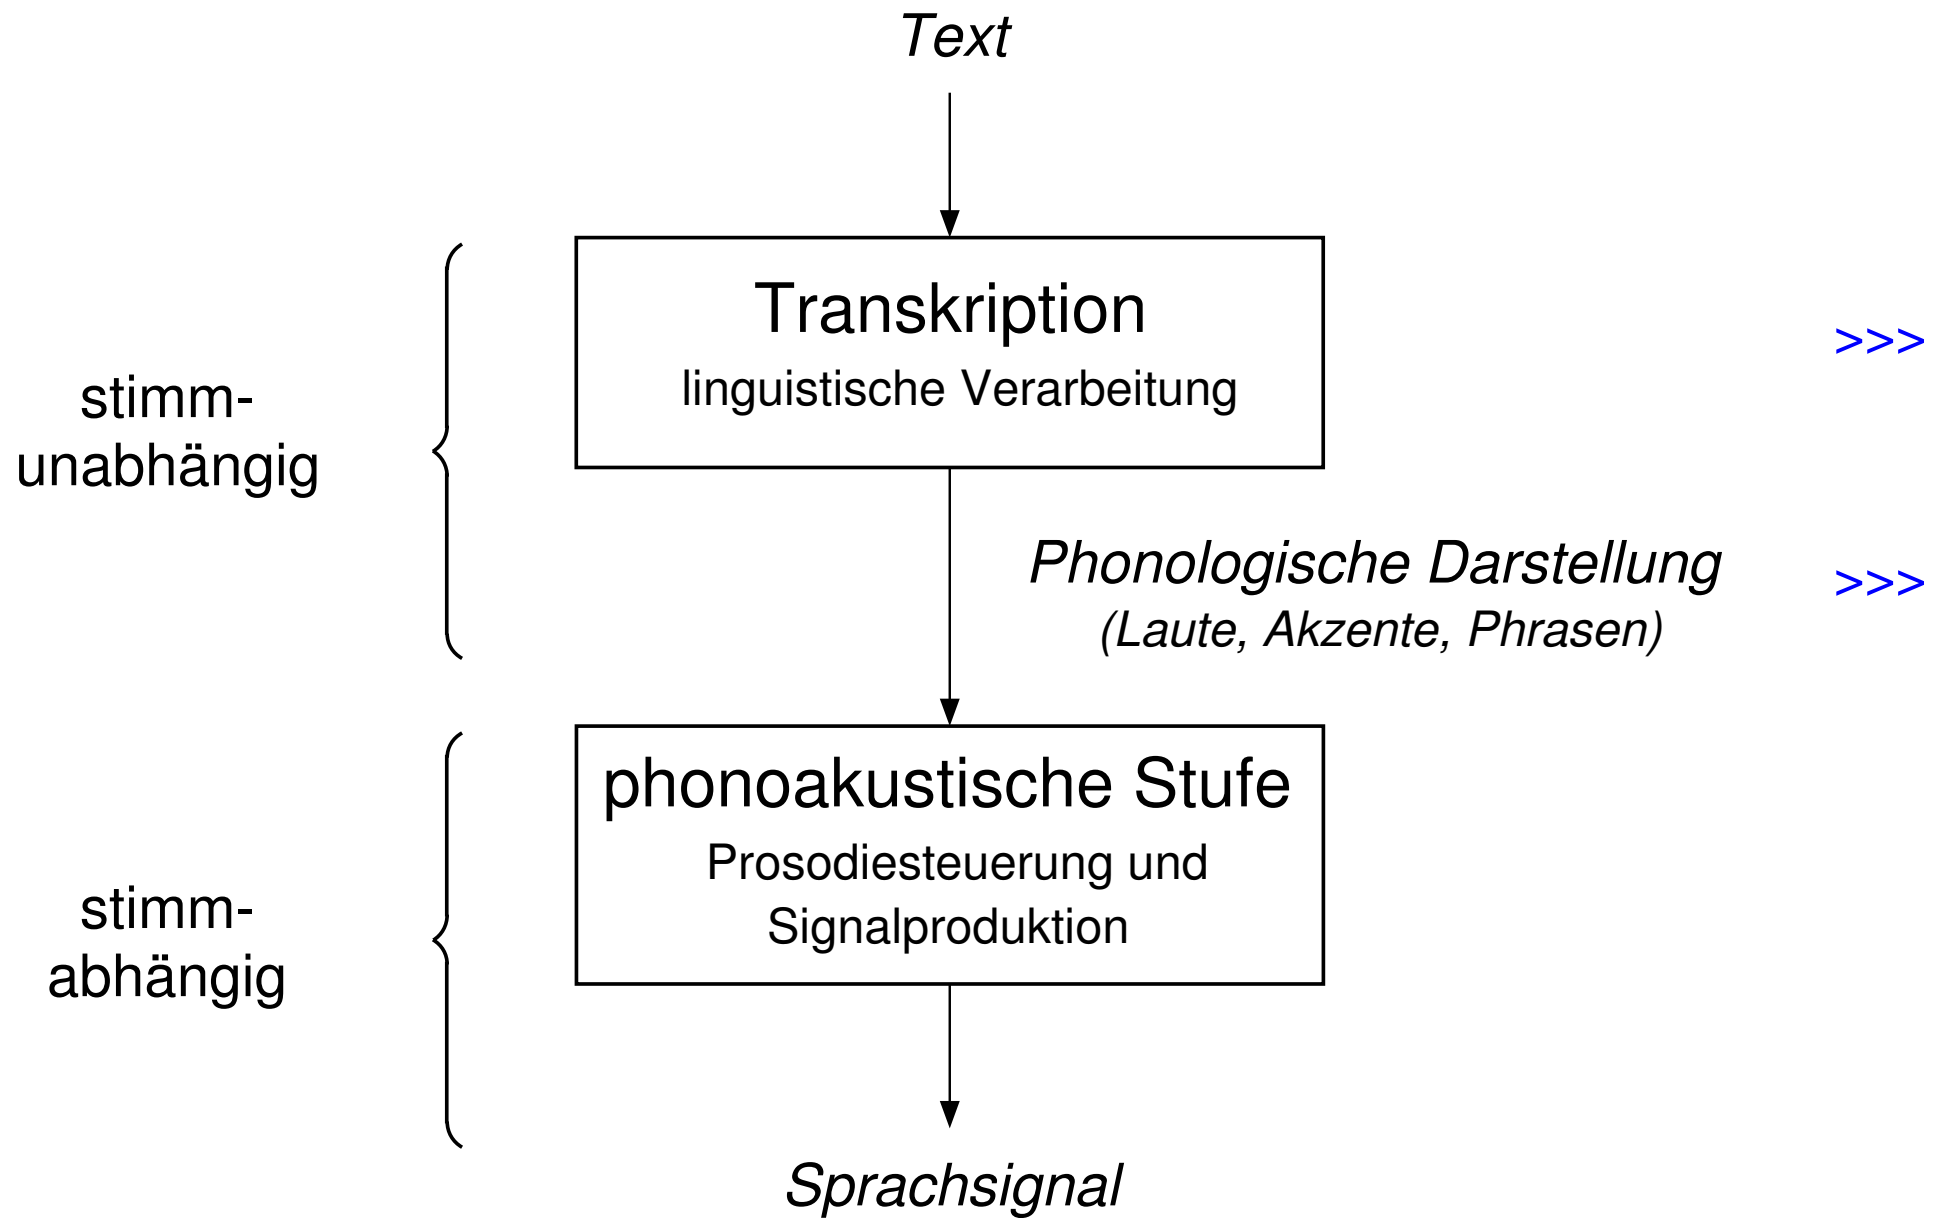 Text
Transkription
linguistische Verarbeitung
>>>
stimm-
unabhängig
Phonologische Darstellung
(Laute, Akzente, Phrasen)
>>>
phonoakustische Stufe
Prosodiesteuerung und
Signalproduktion
stimm-
abhängig
Sprachsignal